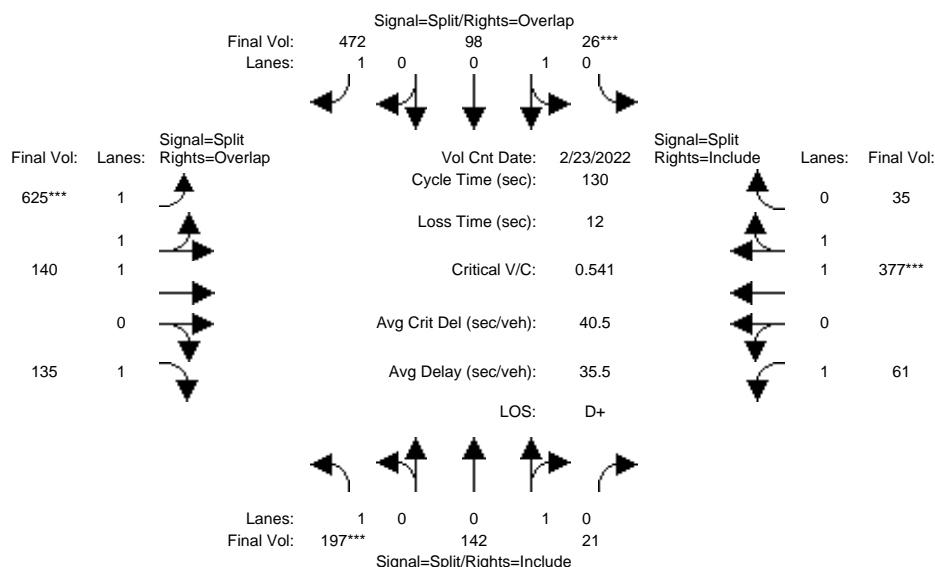 Signal=Split/Rights=Overlap
Final Vol: 472 98 26***
Lanes: 1 0 0 1 0
Signal=Split
Final Vol: Lanes: Rights=Overlap
Vol Cnt Date: 2/23/2022
Signal=Split
Rights=Include Lanes: Final Vol:
Cycle Time (sec): 130
625*** 1
0 35
Loss Time (sec): 12
1
1
140 1
Critical V/C: 0.541
1 377***
0
Avg Crit Del (sec/veh): 40.5
0
135 1
Avg Delay (sec/veh): 35.5
1 61
LOS: D+
Lanes: 1 0 0 1 0
Final Vol: 197*** 142 21
Signal=Split/Rights=Include